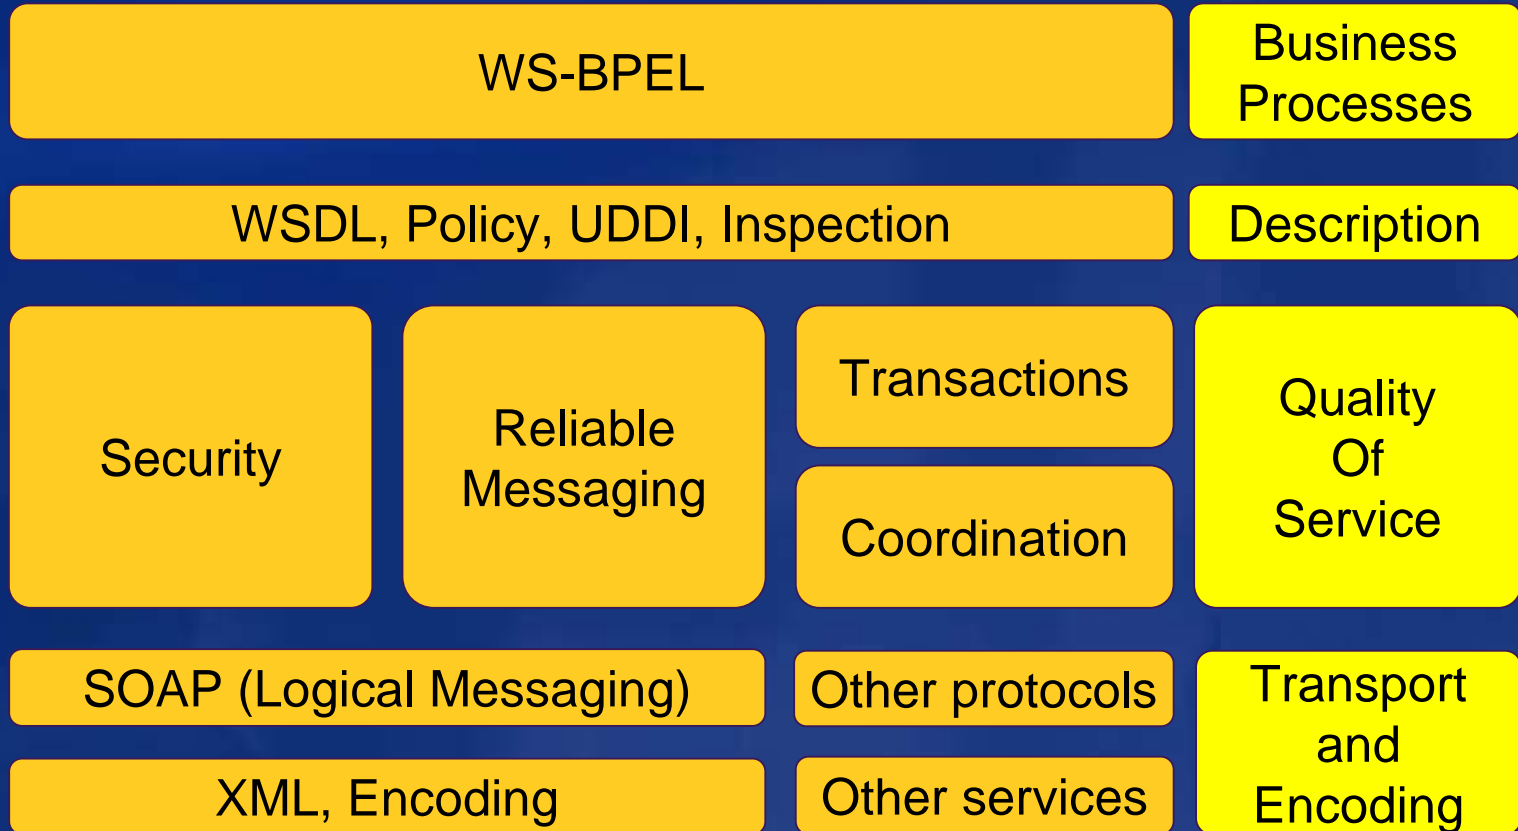 WS-BPEL
Business
Processes
WSDL, Policy, UDDI, Inspection
Description
Security
Reliable
Messaging
Transactions
Coordination
Quality
Of
Service
SOAP (Logical Messaging)
Other protocols
XML, Encoding
Other services
Transport
and
Encoding